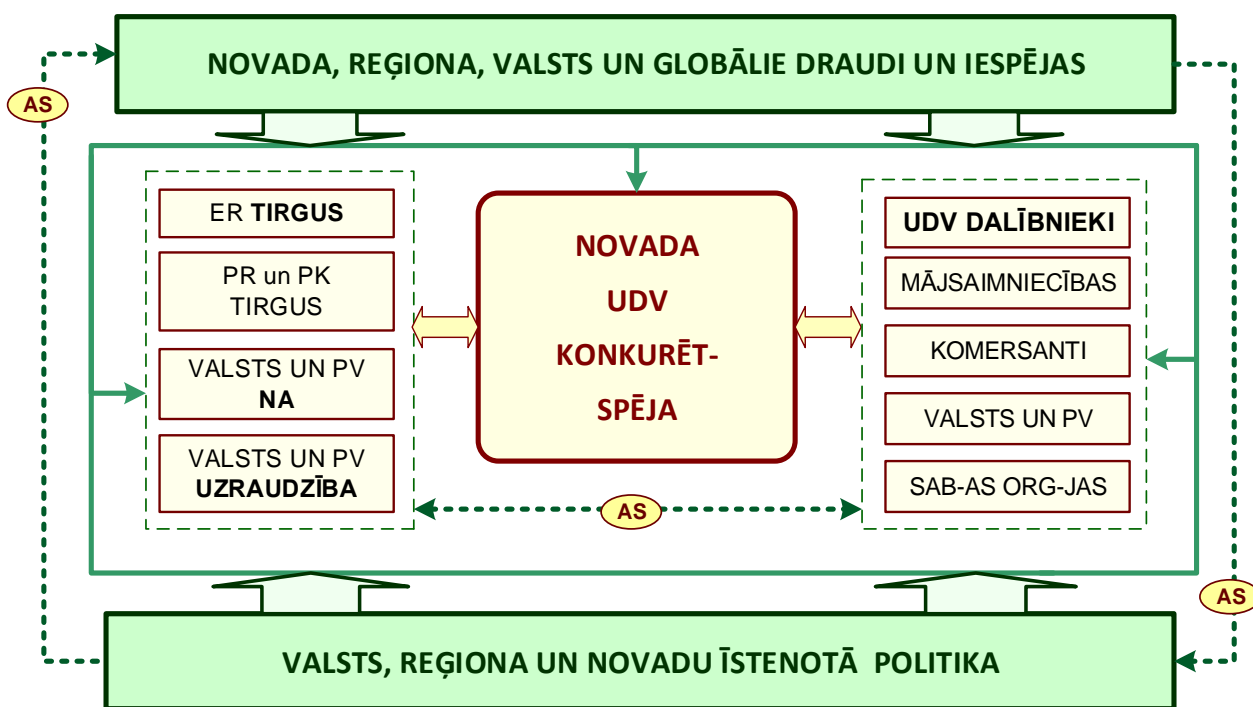 NOVADA, REĢIONA, VALSTS UN GLOBĀLIE DRAUDI UN IESPĒJAS
AS
ER TIRGUS
PR un PK
TIRGUS
VALSTS UN PV
NA
VALSTS UN PV
UZRAUDZĪBA
NOVADA
UDV
KONKURĒT-
SPĒJA
UDV DALĪBNIEKI
MĀJSAIMNIECĪBAS
KOMERSANTI
VALSTS UN PV
SAB-AS ORG-JAS
AS
AS
VALSTS, REĢIONA UN NOVADU ĪSTENOTĀ POLITIKA